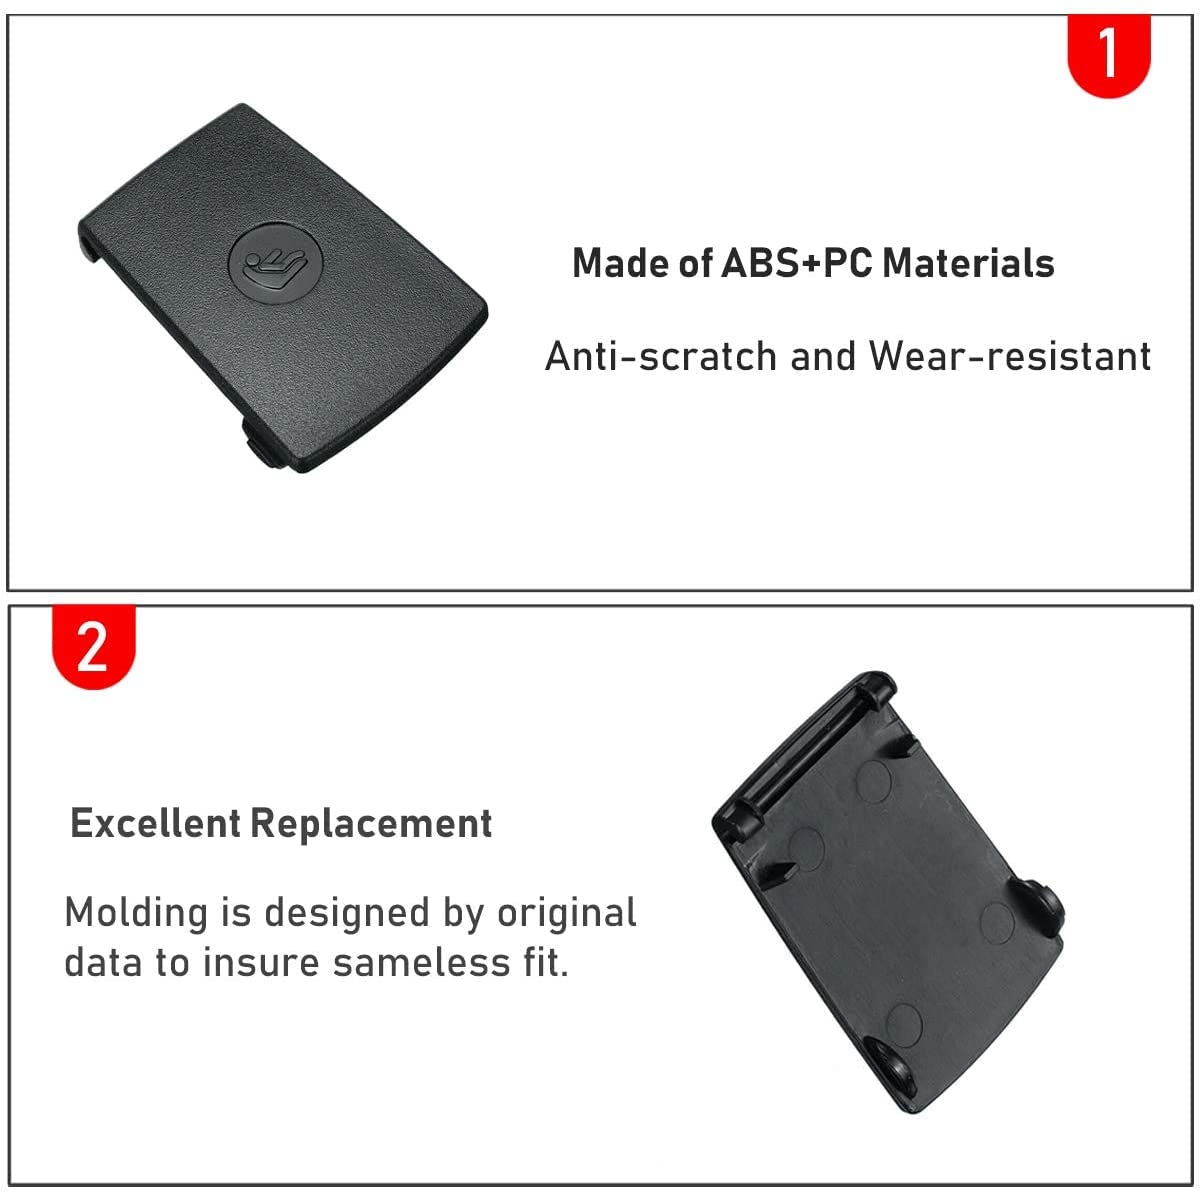 1
Made of ABS+PC Materials
Anti-scratch and Wear-resistant
2
Excellent Replacement
Molding is designed by original
data to insure sameless fit.